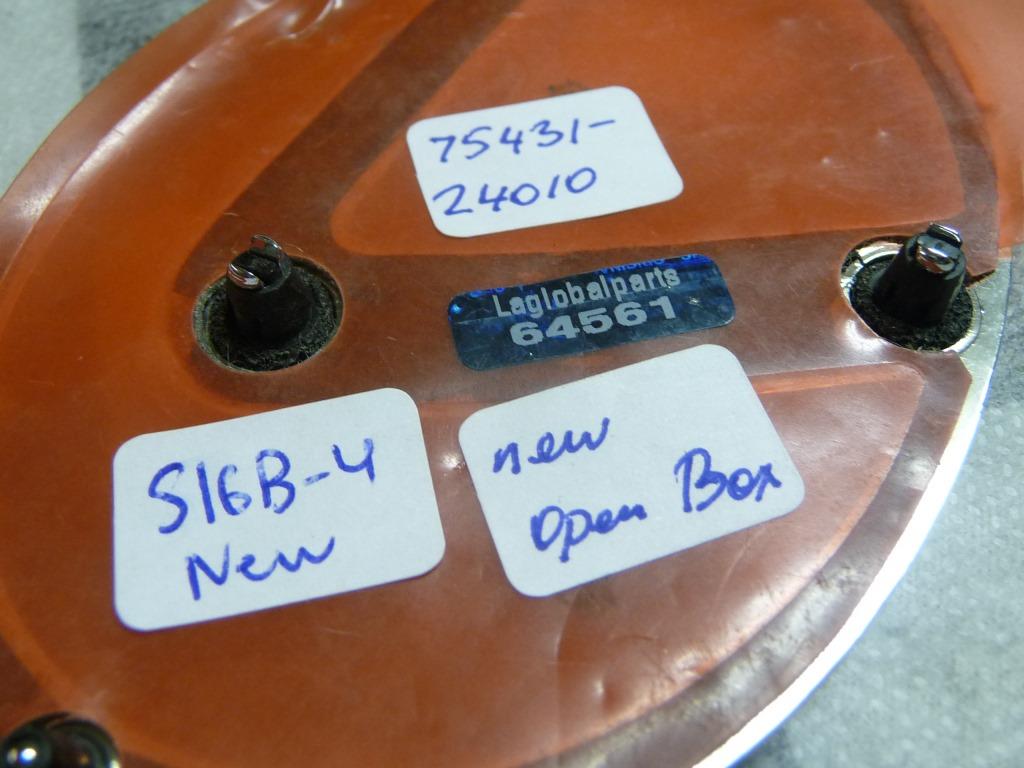 75431-
24010
Laglobalparts
64561
S16B-4
New
new
open Box